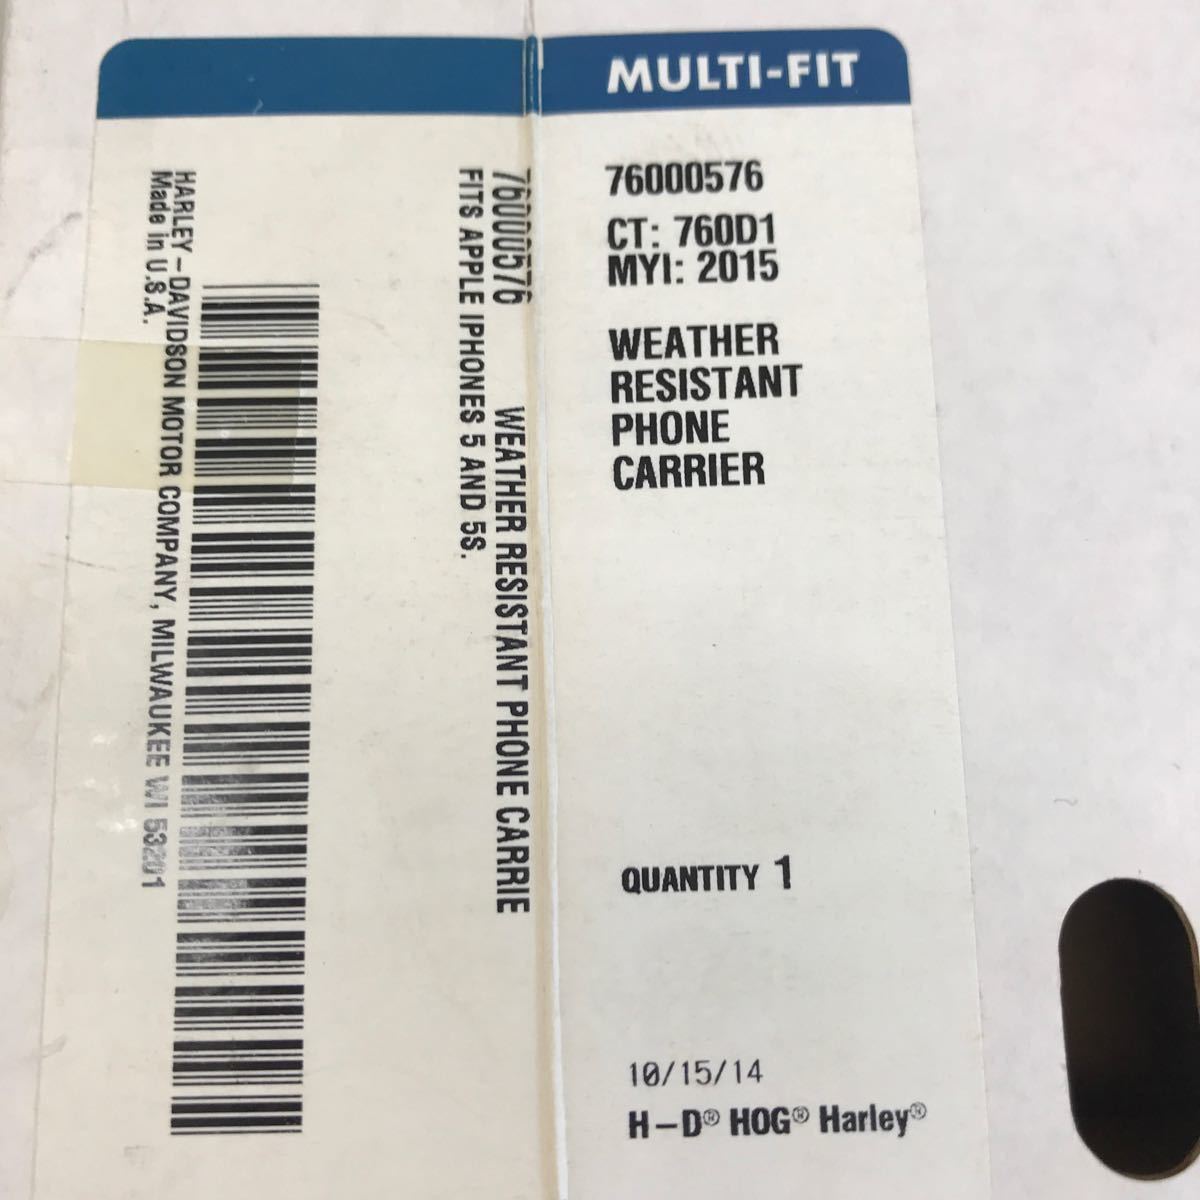 MULTI-FIT
76000576
CT: 760D1
MYI: 2015
WEATHER
RESISTANT
PHONE
CARRIER
QUANTITY 1
10/15/14
H-D® HOG® Harley®
76000576 WEATHER RESISTANT PHONE CARRIE
FITS APPLE IPHONES 5 AND 5S.
HARLEY-DAVIDSON MOTOR COMPANY, MILWAUKEE WI 53201
Made in U.S.A.